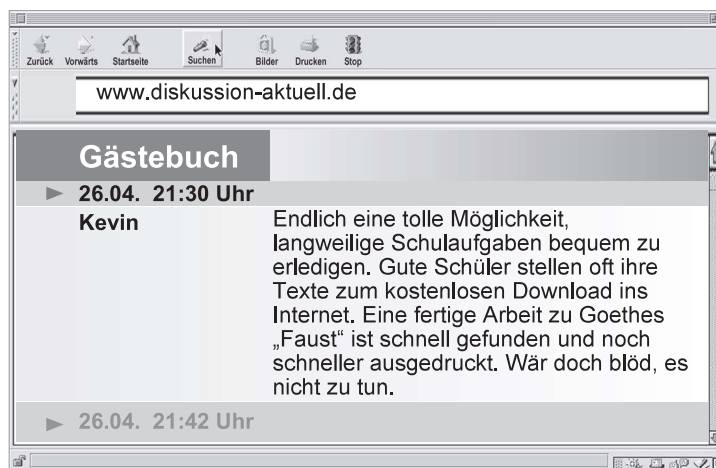 Zurück Vorwärts Startseite Suchen Bilder Drucken Stop
www.diskussion-aktuell.de
Gästebuch
26.04. 21:30 Uhr
Kevin
Endlich eine tolle Möglichkeit,
langweilige Schulaufgaben bequem zu
erledigen. Gute Schüler stellen oft ihre
Texte zum kostenlosen Download ins
Internet. Eine fertige Arbeit zu Goethes
„Faust“ ist schnell gefunden und noch
schneller ausgedruckt. Wär doch blöd, es
nicht zu tun.
26.04. 21:42 Uhr